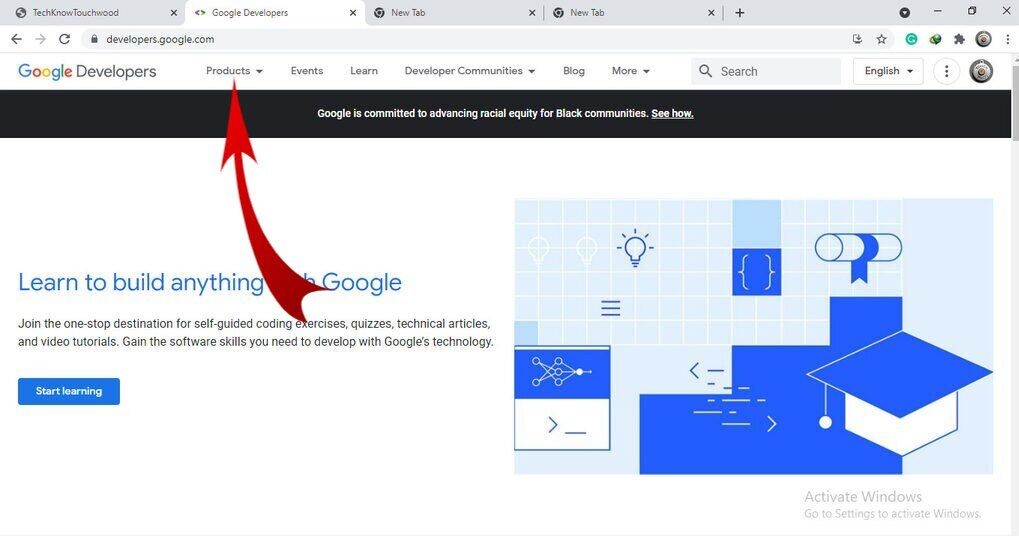 TechKnowTouchwood
Google Developers
New Tab
New Tab
developers.google.com
Google Developers
Products
Events
Learn
Developer Communities
Blog
More
Search
English
Google is committed to advancing racial equity for Black communities. See how.
Learn to build anything with Google
Join the one-stop destination for self-guided coding exercises, quizzes, technical articles,
and video tutorials. Gain the software skills you need to develop with Google's technology.
Start learning
Activate Windows
Go to Settings to activate Windows.